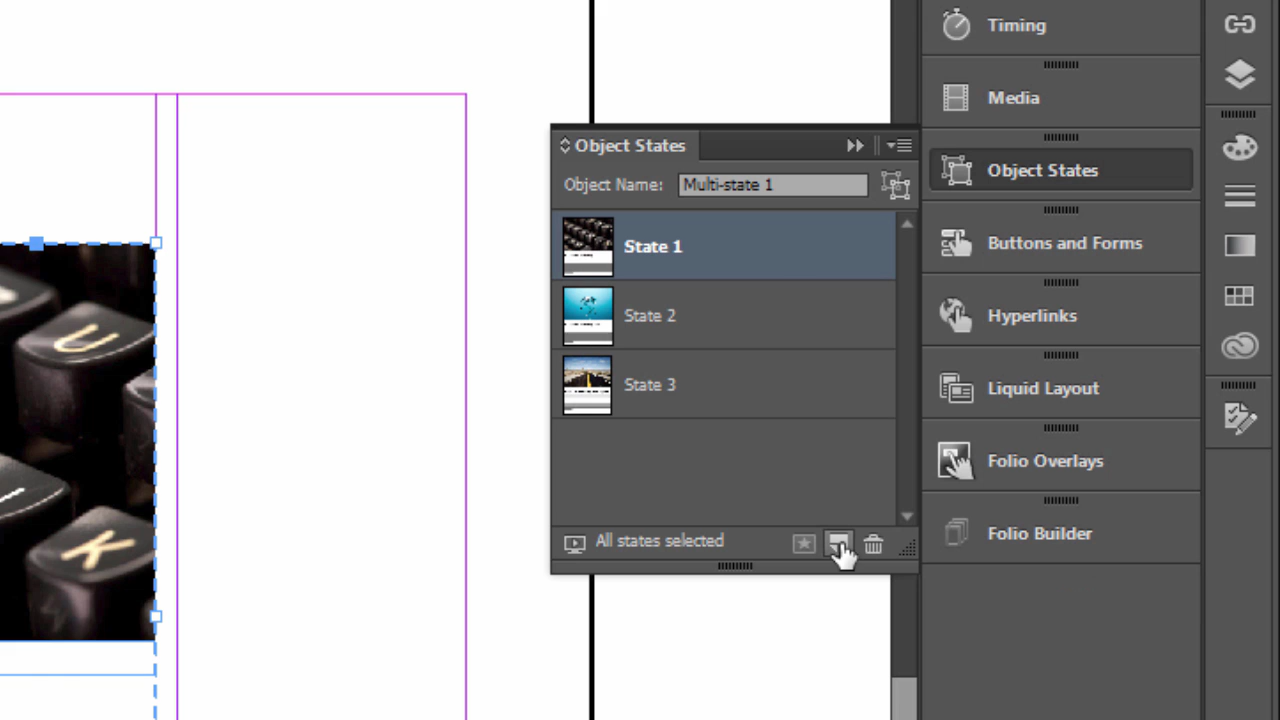 Timing
Media
Object States
Object Name: Multi-state 1
Object States
State 1
Buttons and Forms
State 2
Hyperlinks
State 3
Liquid Layout
Folio Overlays
All states selected
Folio Builder
U
K